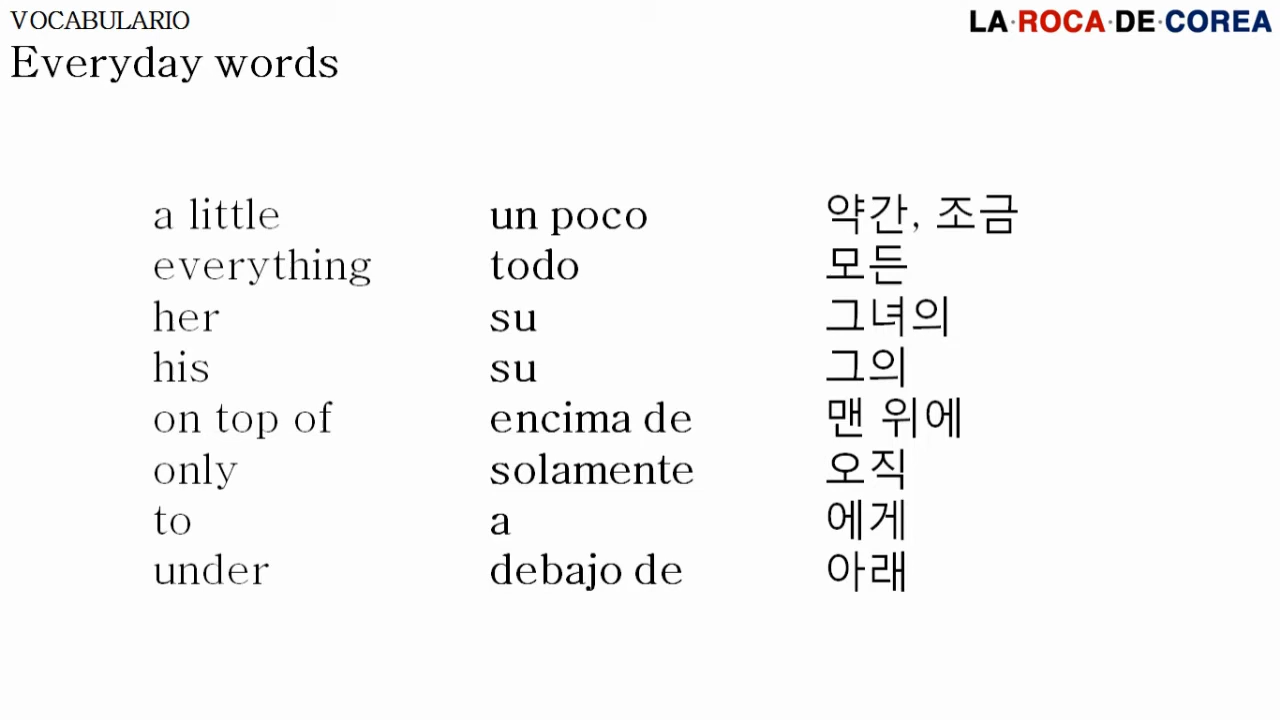 VOCABULARIO
LA·ROCA·DE·COREA
Everyday words
a little un poco 약간, 조금
everything todo 모든
her su 그녀의
his su 그의
on top of encima de 맨 위에
only solamente 오직
to a 에게
under debajo de 아래